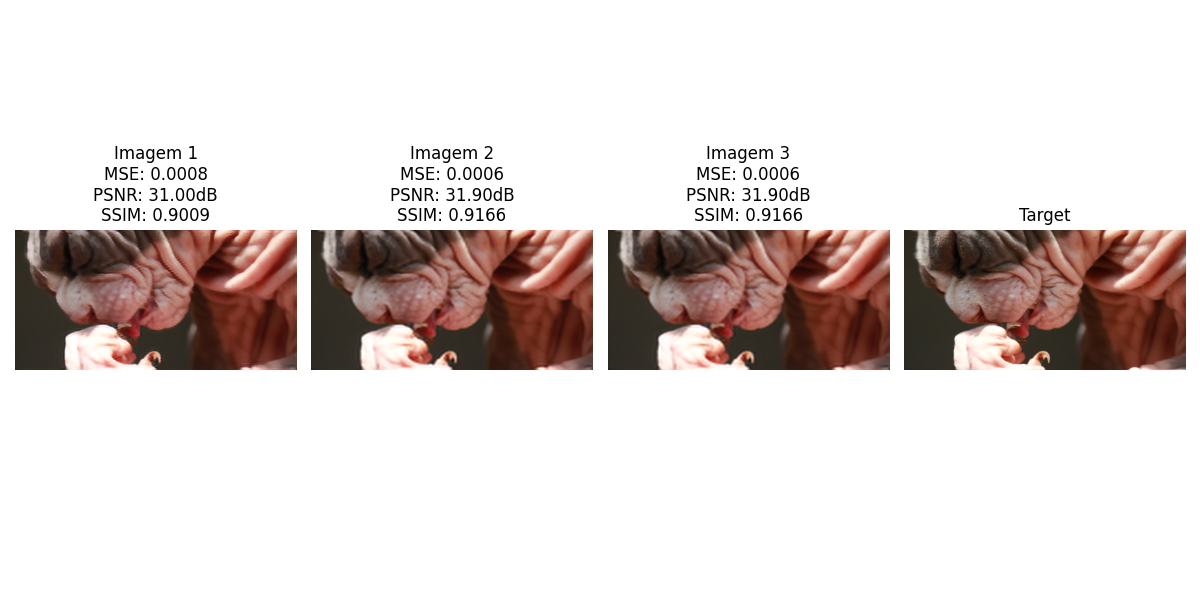 Imagem 1
MSE: 0.0008
PSNR: 31.00dB
SSIM: 0.9009
Imagem 2
MSE: 0.0006
PSNR: 31.90dB
SSIM: 0.9166
Imagem 3
MSE: 0.0006
PSNR: 31.90dB
SSIM: 0.9166
Target